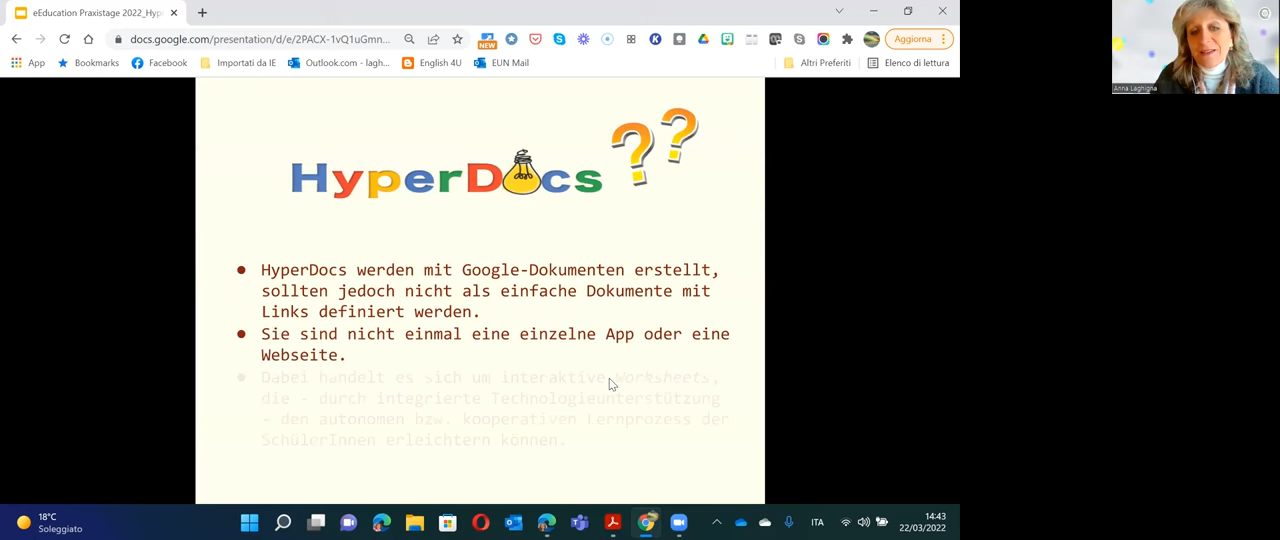 eEducation Praxistage 2022_Hyp
docs.google.com/presentation/d/e/2PACX-1vQ1uGmn...
NEW
Aggiorna
App
Bookmarks
Facebook
Importati da IE
Outlook.com - lagh...
English 4U
EUN Mail
Altri Preferiti
Elenco di lettura
Anna Laghigna
HyperDocs ??
● HyperDocs werden mit Google-Dokumenten erstellt,
sollten jedoch nicht als einfache Dokumente mit
Links definiert werden.
● Sie sind nicht einmal eine einzelne App oder eine
Webseite.
● Dabei handelt es sich um interaktive Worksheets,
die - durch integrierte Technologieunterstützung
- den autonomen bzw. kooperativen Lernprozess der
SchülerInnen erleichtern können.
18°C
Soleggiato
ITA
14:43
22/03/2022